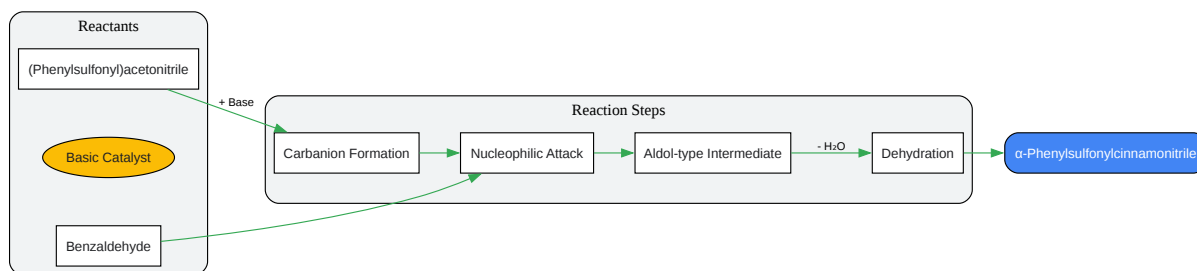 Reactants
(Phenylsulfonyl)acetonitrile
Basic Catalyst
Benzaldehyde
+ Base
Reaction Steps
Carbanion Formation
Nucleophilic Attack
Aldol-type Intermediate
- H₂O
Dehydration
α-Phenylsulfonylcinnamonitrile